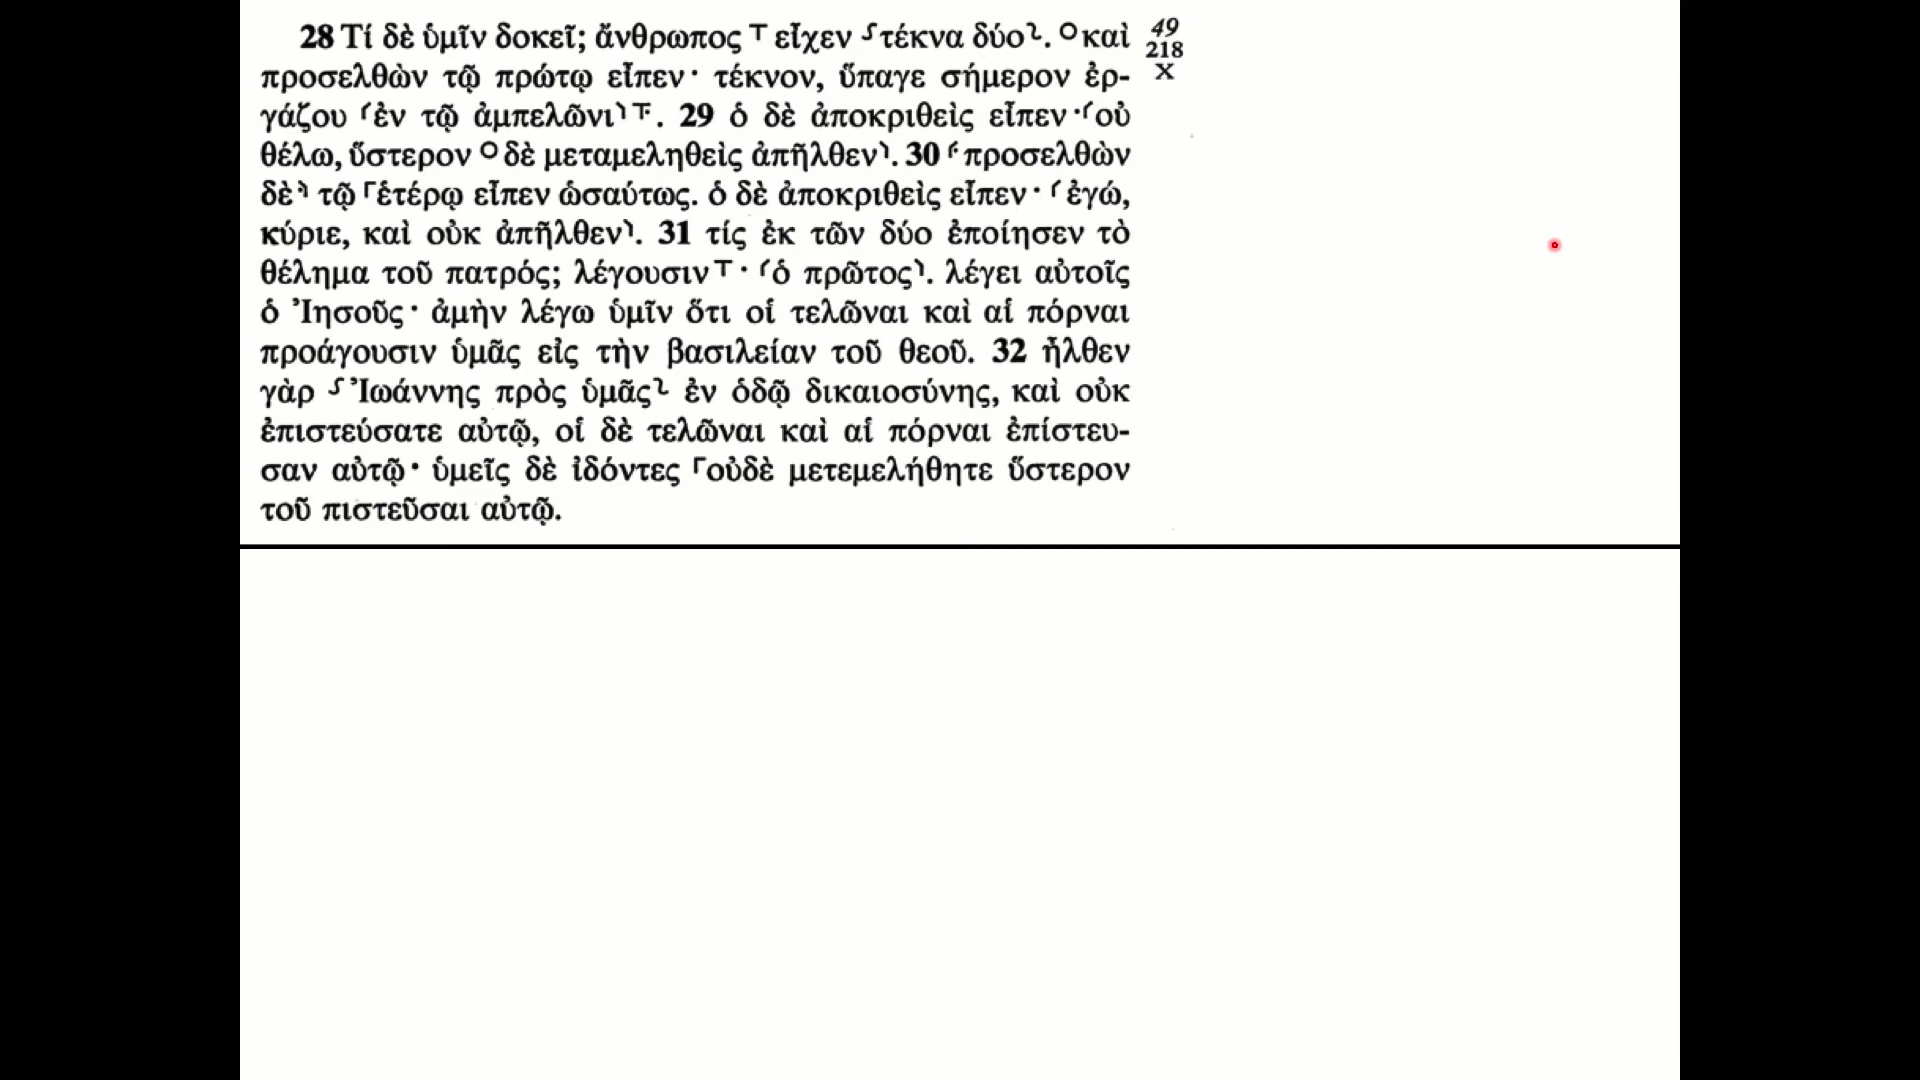 28 Τί δὲ ὑμῖν δοκεῖ; ἄνθρωπος ⸆ εἶχεν ⸉τέκνα δύο⸊. ⸰καὶ
προσελθὼν τῷ πρώτῳ εἶπεν· τέκνον, ὕπαγε σήμερον ἐρ-
γάζου ⸂ἐν τῷ ἀμπελῶνι⸃ ⸇. 29 ὁ δὲ ἀποκριθεὶς εἶπεν· ⸂οὐ
θέλω, ὕστερον ⸰δὲ μεταμεληθεὶς ἀπῆλθεν⸃. 30 ⸄προσελθὼν
δὲ⸅ τῷ ⸀ἑτέρῳ εἶπεν ὡσαύτως. ὁ δὲ ἀποκριθεὶς εἶπεν· ⸂ἐγώ,
κύριε, καὶ οὐκ ἀπῆλθεν⸃. 31 τίς ἐκ τῶν δύο ἐποίησεν τὸ
θέλημα τοῦ πατρός; λέγουσιν⸆· ⸂ὁ πρῶτος⸃. λέγει αὐτοῖς
ὁ Ἰησοῦς· ἀμὴν λέγω ὑμῖν ὅτι οἱ τελῶναι καὶ αἱ πόρναι
προάγουσιν ὑμᾶς εἰς τὴν βασιλείαν τοῦ θεοῦ. 32 ἦλθεν
γὰρ ⸉Ἰωάννης πρὸς ὑμᾶς⸊ ἐν ὁδῷ δικαιοσύνης, καὶ οὐκ
ἐπιστεύσατε αὐτῷ, οἱ δὲ τελῶναι καὶ αἱ πόρναι ἐπίστευ-
σαν αὐτῷ· ὑμεῖς δὲ ἰδόντες ⸀οὐδὲ μετεμελήθητε ὕστερον
τοῦ πιστεῦσαι αὐτῷ.
49
218
X